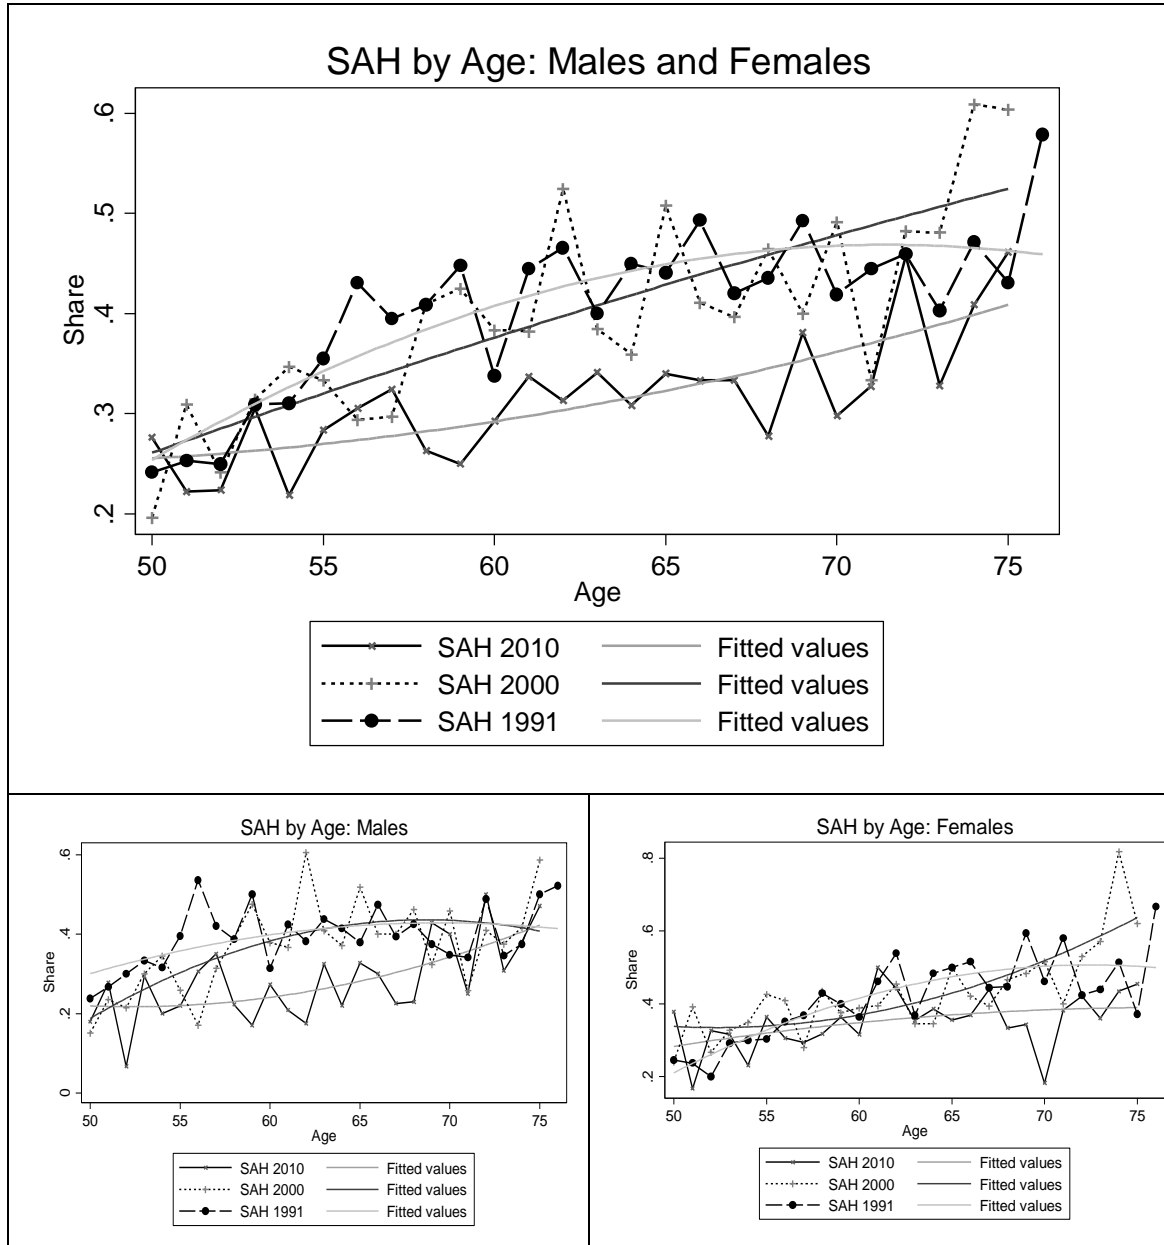 SAH by Age: Males and Females
Share
.6
.5
.4
.3
.2
50 55 60 65 70 75
Age
SAH 2010 Fitted values
SAH 2000 Fitted values
SAH 1991 Fitted values
SAH by Age: Males
Share
.6
.4
.2
0
50 55 60 65 70 75
Age
SAH 2010 Fitted values
SAH 2000 Fitted values
SAH 1991 Fitted values
SAH by Age: Females
Share
.8
.6
.4
.2
50 55 60 65 70 75
Age
SAH 2010 Fitted values
SAH 2000 Fitted values
SAH 1991 Fitted values